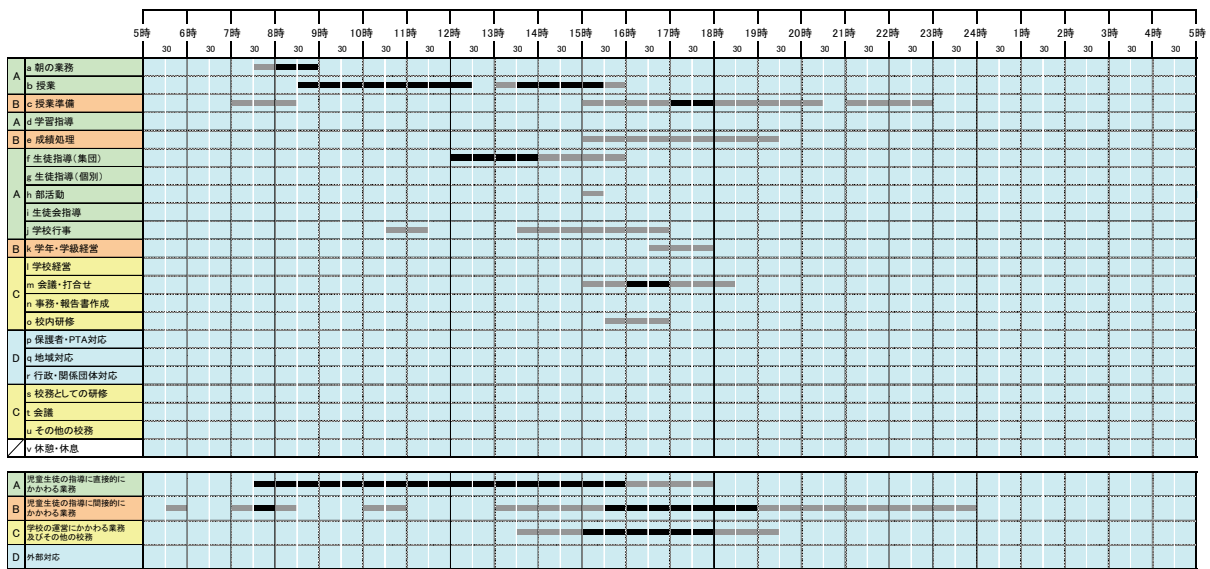 5時 6時 7時 8時 9時 10時 11時 12時 13時 14時 15時 16時 17時 18時 19時 20時 21時 22時 23時 24時 1時 2時 3時 4時 5時
30 30 30 30 30 30 30 30 30 30 30 30 30 30 30 30 30 30 30 30 30 30 30 30
A
a 朝の業務
b 授業
B c 授業準備
A d 学習指導
B e 成績処理
A
f 生徒指導(集団)
g 生徒指導(個別)
h 部活動
i 生徒会指導
j 学校行事
B k 学年・学級経営
C
l 学校経営
m 会議・打合せ
n 事務・報告書作成
o 校内研修
D
p 保護者・PTA対応
q 地域対応
r 行政・関係団体対応
C
s 校務としての研修
t 会議
u その他の校務
v 休憩・休息
A 児童生徒の指導に直接的に
かかわる業務
B 児童生徒の指導に間接的に
かかわる業務
C 学校の運営にかかわる業務
及びその他の校務
D 外部対応